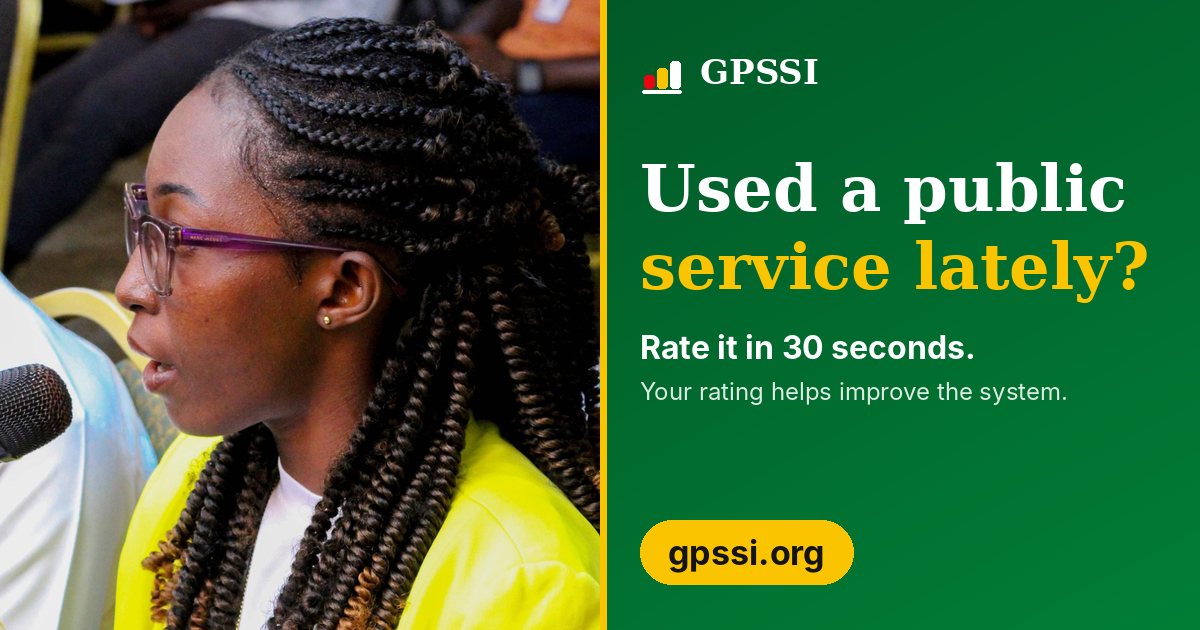 GPSSI
Used a public
service lately?
Rate it in 30 seconds.
Your rating helps improve the system.
gpssi.org